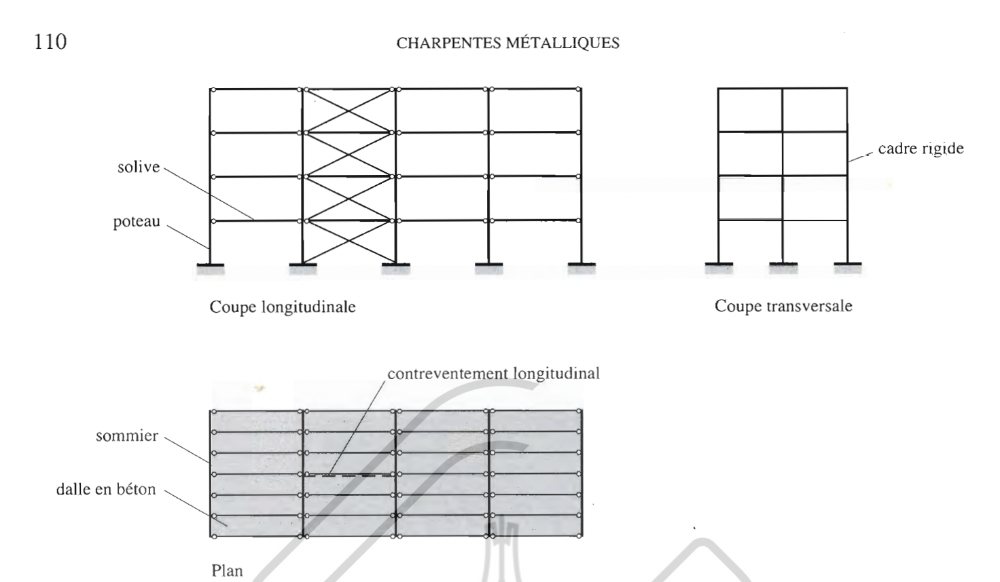 110
CHARPENTES MÉTALLIQUES
solive
poteau
cadre rigide
Coupe longitudinale
Coupe transversale
contreventement longitudinal
sommier
dalle en béton
Plan